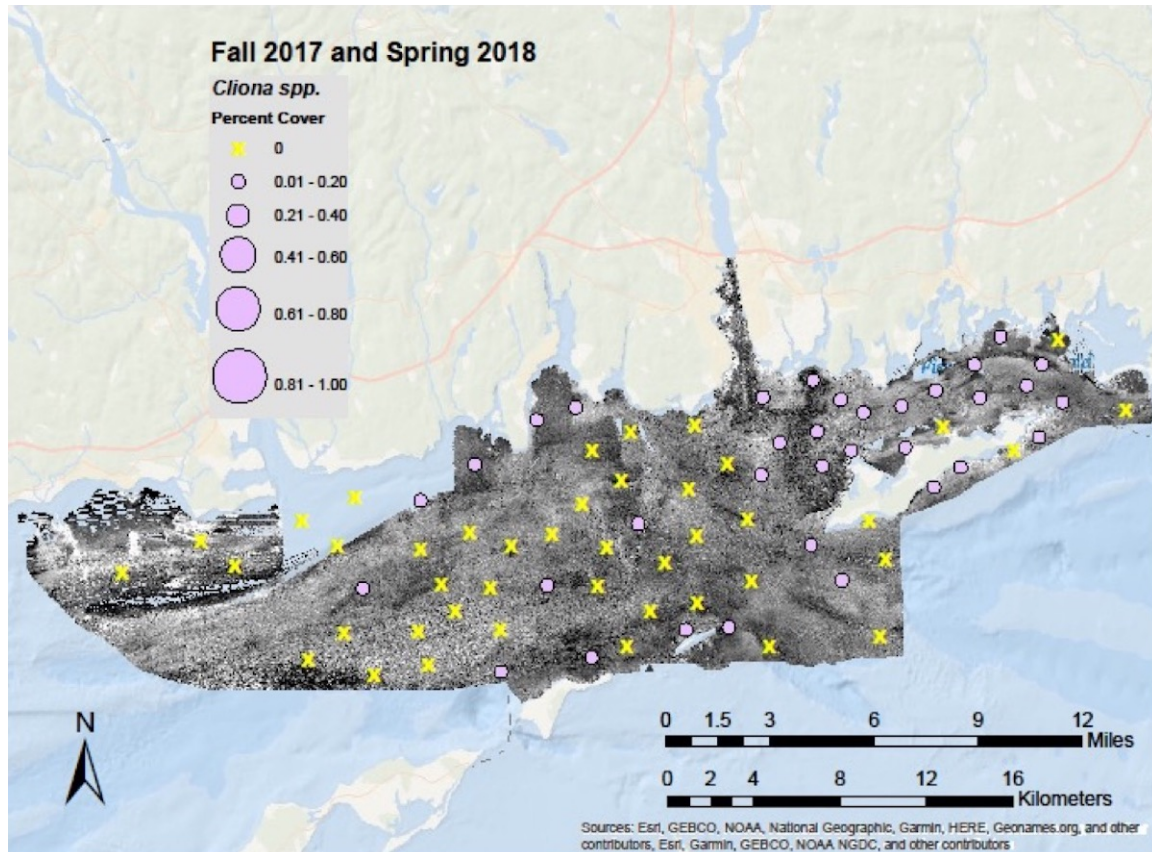 Fall 2017 and Spring 2018
Cliona spp.
Percent Cover
0
0.01 - 0.20
0.21 - 0.40
0.41 - 0.60
0.61 - 0.80
0.81 - 1.00
N
0 1.5 3 6 9 12
Miles
0 2 4 8 12 16
Kilometers
Sources: Esri, GEBCO, NOAA, National Geographic, Garmin, HERE, Geonames.org, and other
contributors, Esri, Garmin, GEBCO, NOAA NGDC, and other contributors